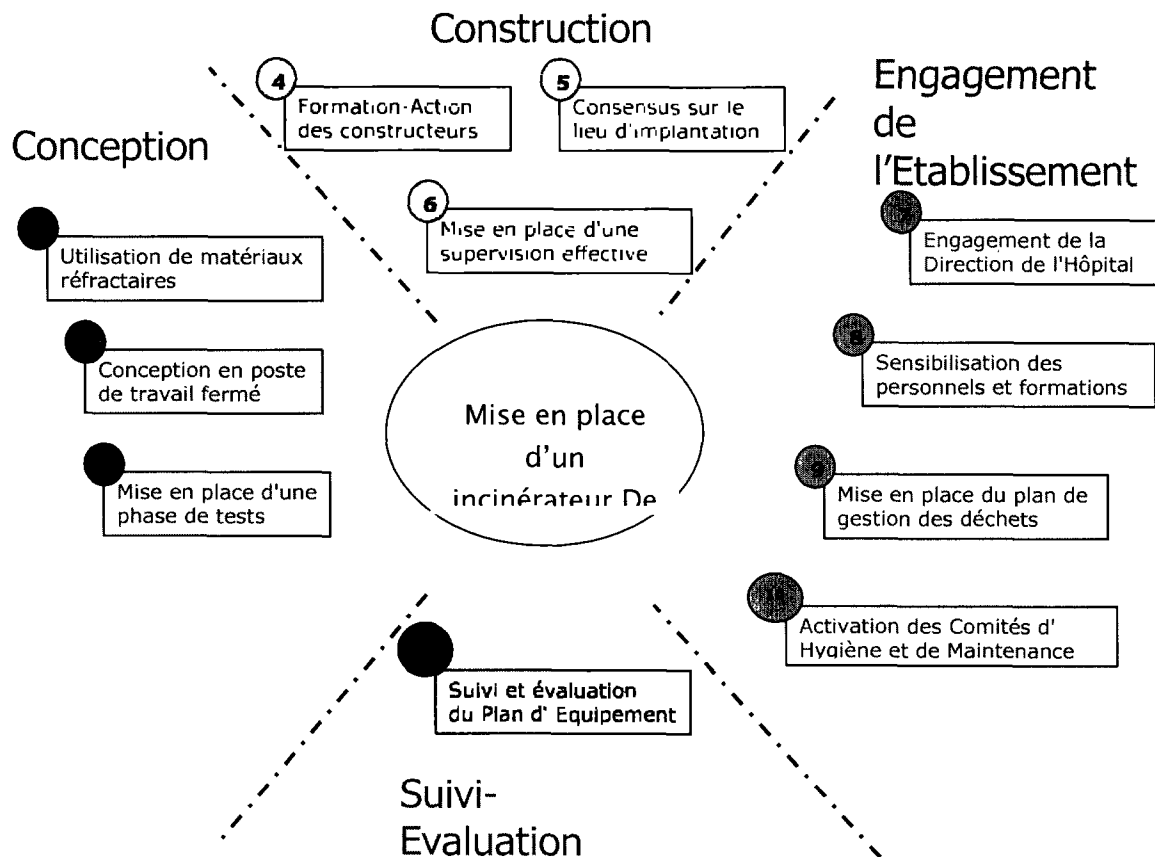 Construction
4
Formation-Action
des constructeurs
5
Consensus sur le
lieu d'implantation
6
Mise en place d'une
supervision effective
Conception
Utilisation de matériaux
réfractaires
Conception en poste
de travail fermé
Mise en place d'une
phase de tests
Engagement
de
l'Etablissement
7
Engagement de la
Direction de l'Hôpital
8
Sensibilisation des
personnels et formations
9
Mise en place du plan de
gestion des déchets
10
Activation des Comités d'
Hygiène et de Maintenance
Mise en place
d'un
incinérateur De
Suivi et évaluation
du Plan d' Equipement
Suivi-
Evaluation